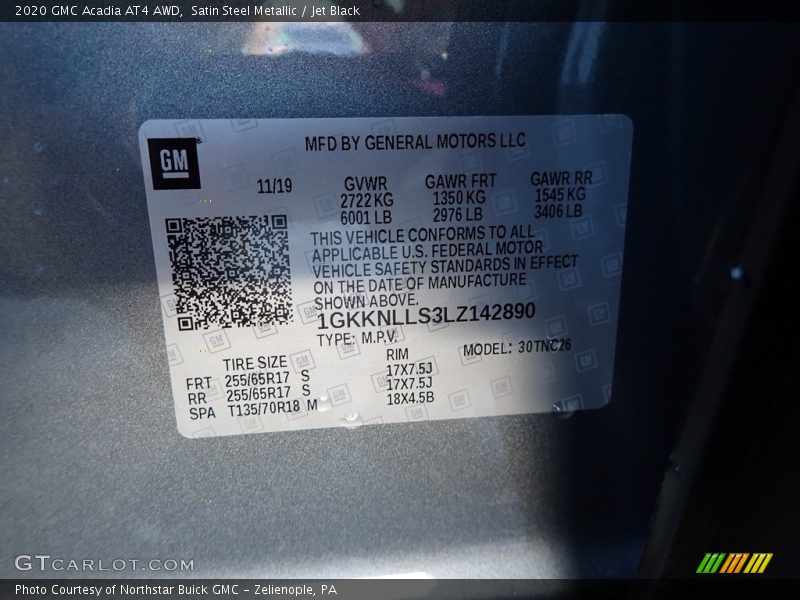 2020 GMC Acadia AT4 AWD, Satin Steel Metallic / Jet Black
GM
MFD BY GENERAL MOTORS LLC
11/19
GVWR GAWR FRT GAWR RR
2722 KG 1350 KG 1545 KG
6001 LB 2976 LB 3406 LB
THIS VEHICLE CONFORMS TO ALL
APPLICABLE U.S. FEDERAL MOTOR
VEHICLE SAFETY STANDARDS IN EFFECT
ON THE DATE OF MANUFACTURE
SHOWN ABOVE.
1GKKNLLS3LZ142890
TYPE: M.P.V.
MODEL: 30TNC26
TIRE SIZE RIM
FRT 255/65R17 S 17X7.5J
RR 255/65R17 S 17X7.5J
SPA T135/70R18 M 18X4.5B
GTCARLOT.COM
Photo Courtesy of Northstar Buick GMC - Zelienople, PA